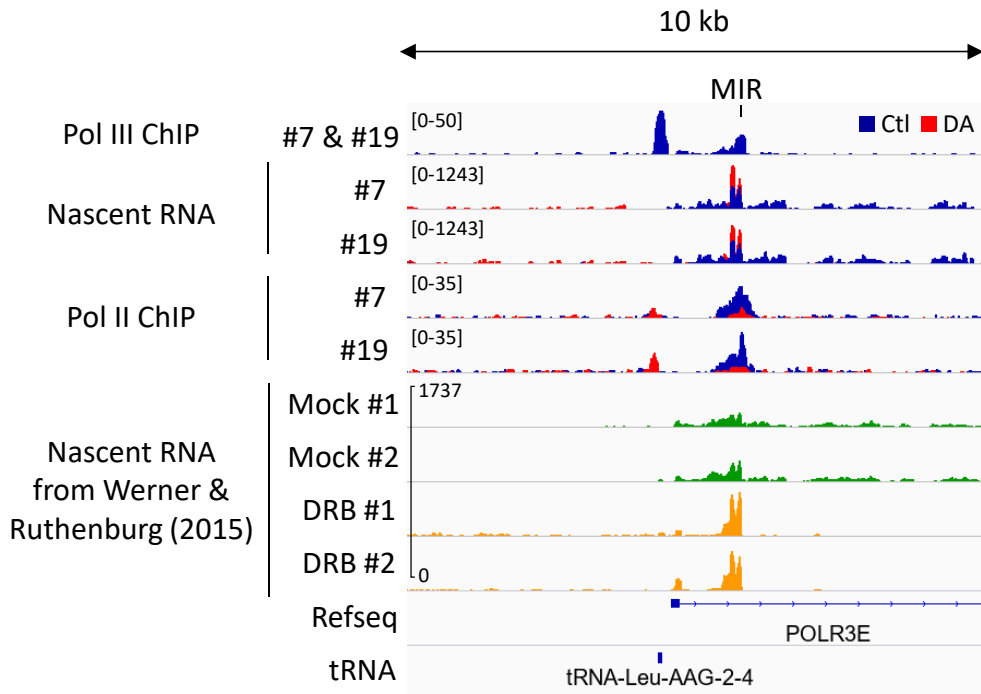 10 kb
MIR
Pol III ChIP
#7 & #19
[0-50]
Ctl
DA
Nascent RNA
#7
[0-1243]
#19
[0-1243]
Pol II ChIP
#7
[0-35]
#19
[0-35]
Nascent RNA
from Werner &
Ruthenburg (2015)
Mock #1
1737
Mock #2
DRB #1
DRB #2
0
Refseq
POLR3E
tRNA
tRNA-Leu-AAG-2-4